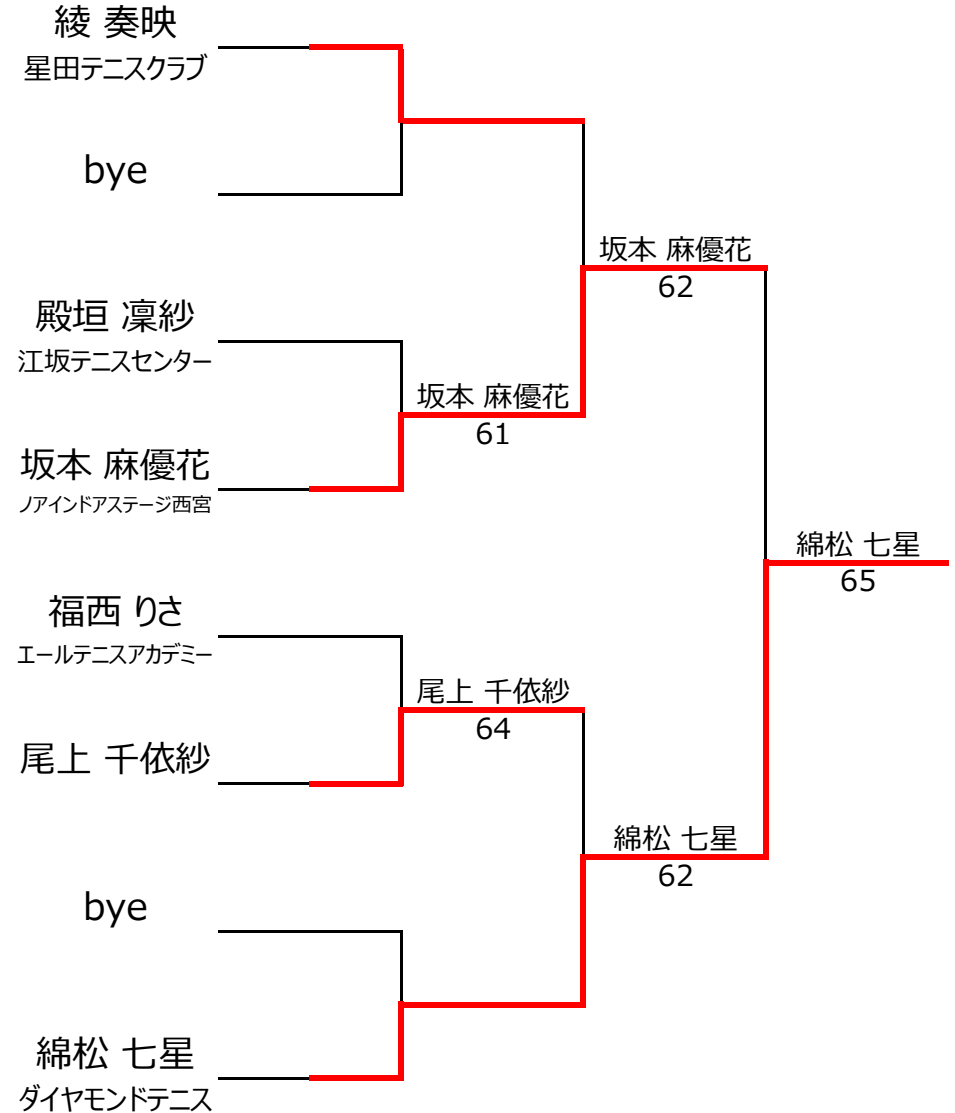 綾 奏映
星田テニスクラブ
bye
坂本 麻優花
62
殿垣 凜紗
江坂テニスセンター
坂本 麻優花
61
坂本 麻優花
ノアインドアステージ西宮
綿松 七星
65
福西 りさ
エールテニスアカデミー
尾上 千依紗
64
尾上 千依紗
綿松 七星
62
bye
綿松 七星
ダイヤモンドテニス